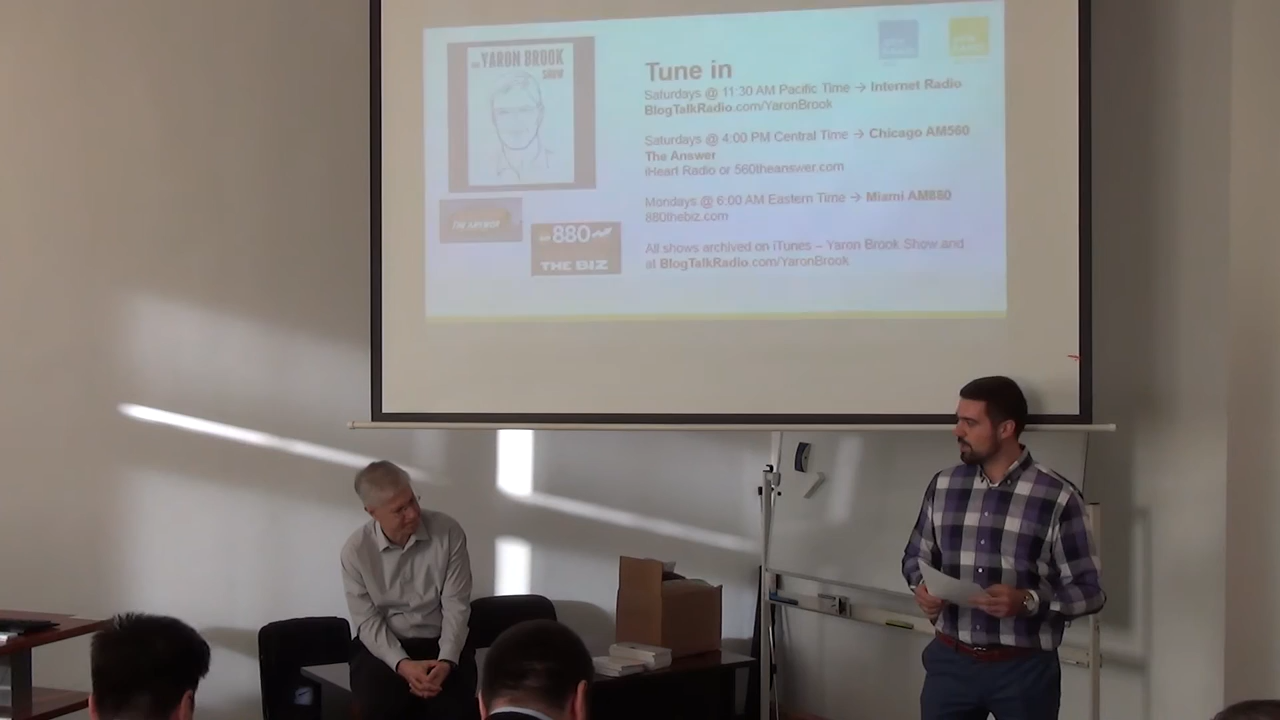 YARON BROOK
SHOW
Tune in
Saturdays @ 11:30 AM Pacific Time → Internet Radio
BlogTalkRadio.com/YaronBrook
Saturdays @ 4:00 PM Central Time → Chicago AM560
The Answer
iHeart Radio or 560theanswer.com
Mondays @ 6:00 AM Eastern Time → Miami AM880
880thebiz.com
All shows archived on iTunes – Yaron Brook Show and
at BlogTalkRadio.com/YaronBrook
THE ANSWER
880
THE BIZ